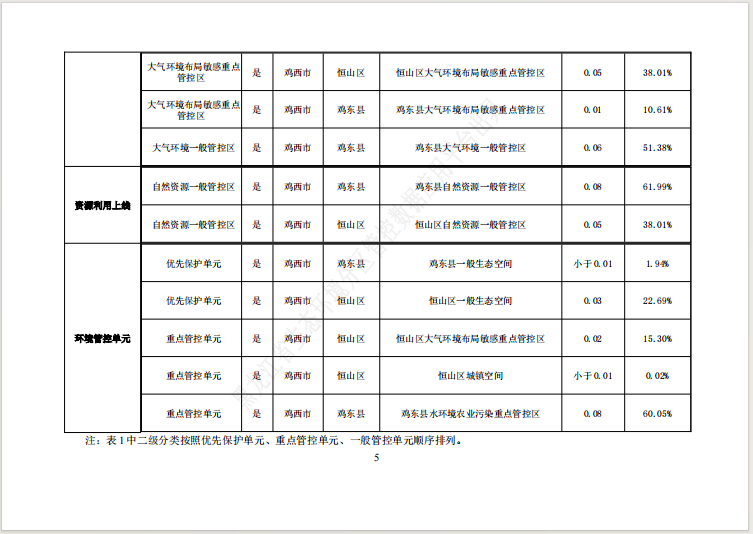 大气环境布局敏感重点管控区 是 鸡西市 恒山区 恒山区大气环境布局敏感重点管控区 0.05 38.01%
大气环境布局敏感重点管控区 是 鸡西市 鸡东县 鸡东县大气环境布局敏感重点管控区 0.01 10.61%
大气环境一般管控区 是 鸡西市 鸡东县 鸡东县大气环境一般管控区 0.06 51.38%
资源利用上线 自然资源一般管控区 是 鸡西市 鸡东县 鸡东县自然资源一般管控区 0.08 61.99%
自然资源一般管控区 是 鸡西市 恒山区 恒山区自然资源一般管控区 0.05 38.01%
环境管控单元 优先保护单元 是 鸡西市 鸡东县 鸡东县一般生态空间 小于0.01 1.94%
优先保护单元 是 鸡西市 恒山区 恒山区一般生态空间 0.03 22.69%
重点管控单元 是 鸡西市 恒山区 恒山区大气环境布局敏感重点管控区 0.02 15.30%
重点管控单元 是 鸡西市 恒山区 恒山区城镇空间 小于0.01 0.02%
重点管控单元 是 鸡西市 鸡东县 鸡东县水环境农业污染重点管控区 0.08 60.05%
注：表1中二级分类按照优先保护单元、重点管控单元、一般管控单元顺序排列。
5